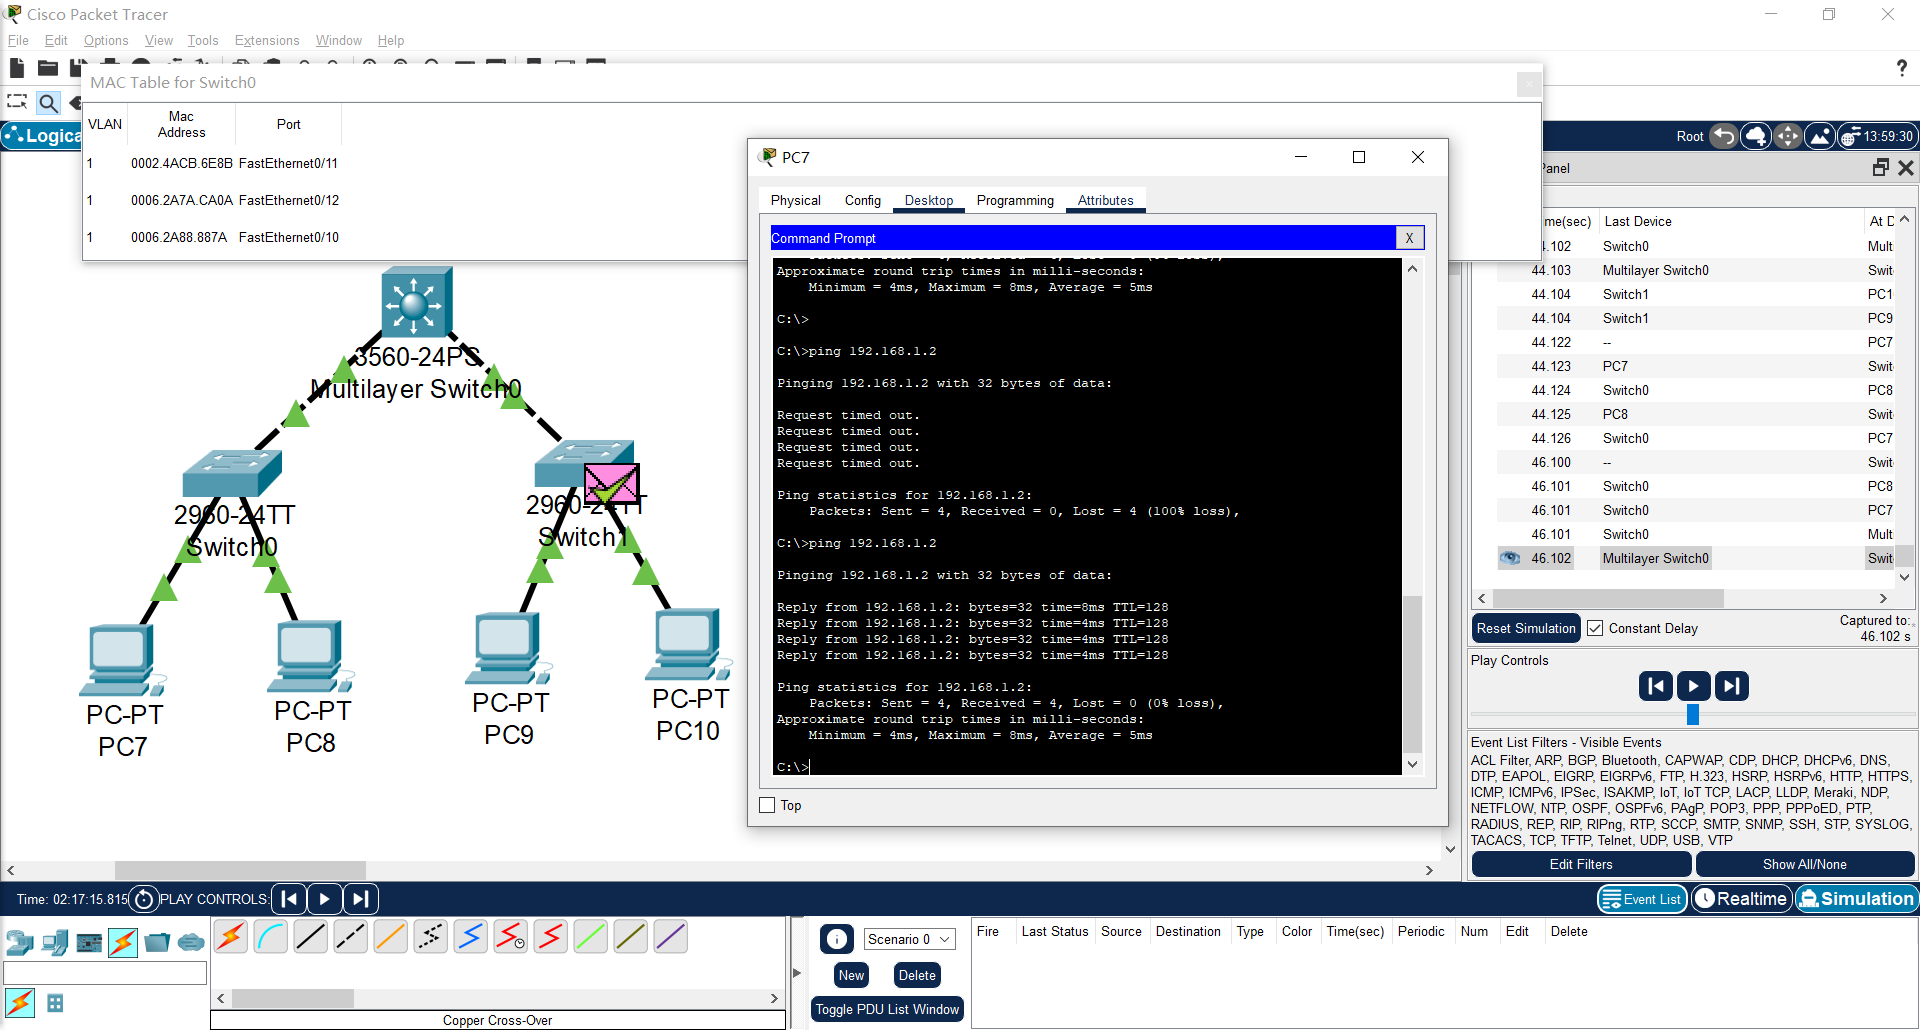 Cisco Packet Tracer
File Edit Options View Tools Extensions Window Help
?
MAC Table for Switch0
VLAN Mac Address Port
1 0002.4ACB.6E8B FastEthernet0/11
1 0006.2A7A.CA0A FastEthernet0/12
1 0006.2A88.887A FastEthernet0/10
Logica
Root 13:59:30
Panel
PC7
Physical Config Desktop Programming Attributes
Command Prompt X
Approximate round trip times in milli-seconds:
Minimum = 4ms, Maximum = 8ms, Average = 5ms
C:\>
C:\>ping 192.168.1.2
Pinging 192.168.1.2 with 32 bytes of data:
Request timed out.
Request timed out.
Request timed out.
Request timed out.
Ping statistics for 192.168.1.2:
Packets: Sent = 4, Received = 0, Lost = 4 (100% loss),
C:\>ping 192.168.1.2
Pinging 192.168.1.2 with 32 bytes of data:
Reply from 192.168.1.2: bytes=32 time=8ms TTL=128
Reply from 192.168.1.2: bytes=32 time=4ms TTL=128
Reply from 192.168.1.2: bytes=32 time=4ms TTL=128
Reply from 192.168.1.2: bytes=32 time=4ms TTL=128
Ping statistics for 192.168.1.2:
Packets: Sent = 4, Received = 4, Lost = 0 (0% loss),
Approximate round trip times in milli-seconds:
Minimum = 4ms, Maximum = 8ms, Average = 5ms
C:\>
Top
3560-24PS
Multilayer Switch0
2960-24TT
Switch0
2960-24TT
Switch1
PC-PT
PC7
PC-PT
PC8
PC-PT
PC9
PC-PT
PC10
me(sec) Last Device At D
4.102 Switch0 Mult
44.103 Multilayer Switch0 Swit
44.104 Switch1 PC1
44.104 Switch1 PC9
44.122 -- PC7
44.123 PC7 Swit
44.124 Switch0 PC8
44.125 PC8 Swit
44.126 Switch0 PC7
46.100 -- Swit
46.101 Switch0 PC8
46.101 Switch0 PC7
46.101 Switch0 Mult
46.102 Multilayer Switch0 Swit
Reset Simulation Constant Delay Captured to:
46.102 s
Play Controls
Event List Filters - Visible Events
ACL Filter, ARP, BGP, Bluetooth, CAPWAP, CDP, DHCP, DHCPv6, DNS,
DTP, EAPOL, EIGRP, EIGRPv6, FTP, H.323, HSRP, HSRPv6, HTTP, HTTPS,
ICMP, ICMPv6, IPSec, ISAKMP, IoT, IoT TCP, LACP, LLDP, Meraki, NDP,
NETFLOW, NTP, OSPF, OSPFv6, PAgP, POP3, PPP, PPPoED, PTP,
RADIUS, REP, RIP, RIPng, RTP, SCCP, SMTP, SNMP, SSH, STP, SYSLOG,
TACACS, TCP, TFTP, Telnet, UDP, USB, VTP
Edit Filters Show All/None
Time: 02:17:15.815 PLAY CONTROLS: Event List Realtime Simulation
Scenario 0
New Delete
Toggle PDU List Window
Fire Last Status Source Destination Type Color Time(sec) Periodic Num Edit Delete
Copper Cross-Over